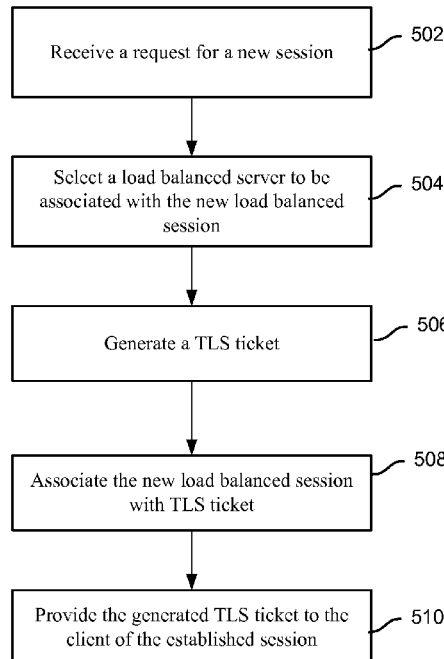 Receive a request for a new session
502
Select a load balanced server to be
associated with the new load balanced
session
504
Generate a TLS ticket
506
Associate the new load balanced session
with TLS ticket
508
Provide the generated TLS ticket to the
client of the established session
510